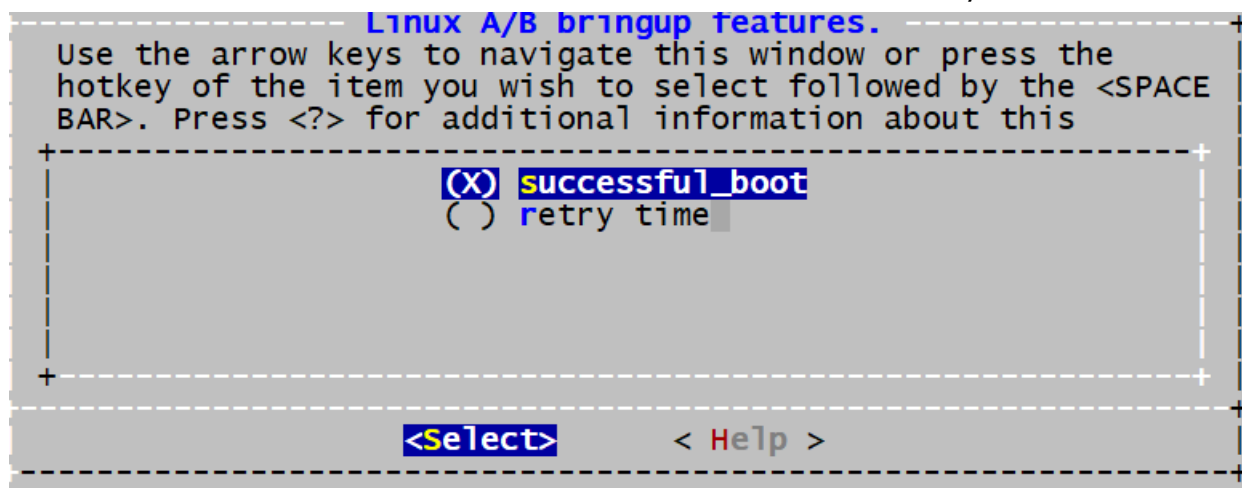 Linux A/B bringup features.
Use the arrow keys to navigate this window or press the
hotkey of the item you wish to select followed by the <SPACE
BAR>. Press <?> for additional information about this
(X) successful_boot
( ) retry time
<Select> < Help >